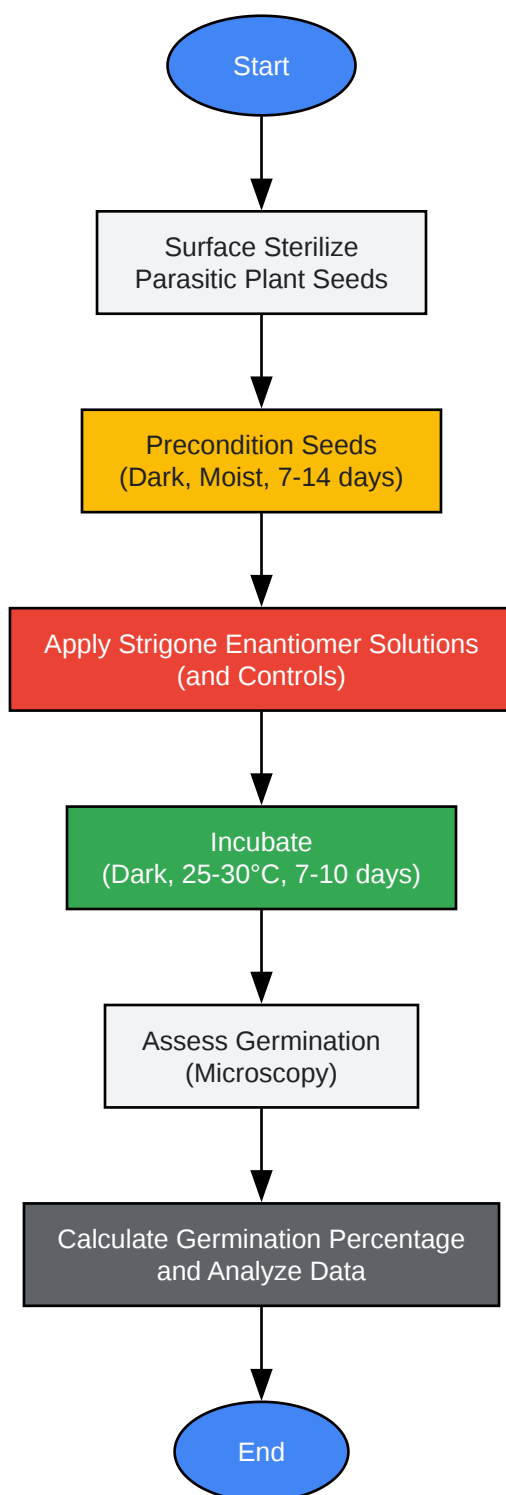 Start
Surface Sterilize
Parasitic Plant Seeds
Precondition Seeds
(Dark, Moist, 7-14 days)
Apply Strigone Enantiomer Solutions
(and Controls)
Incubate
(Dark, 25-30°C, 7-10 days)
Assess Germination
(Microscopy)
Calculate Germination Percentage
and Analyze Data
End